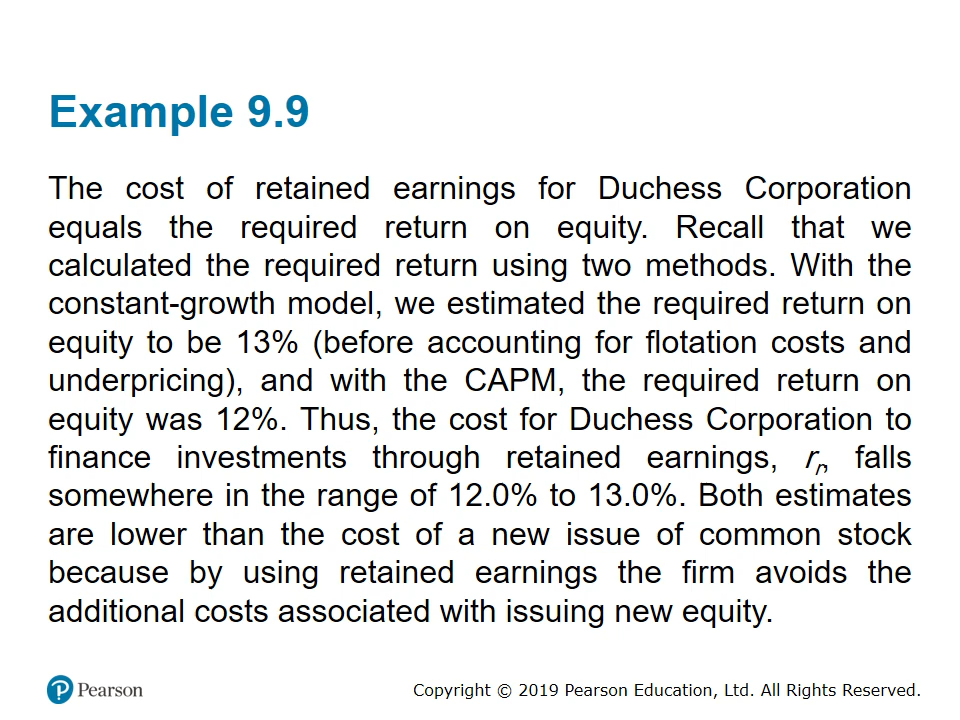 Example 9.9
The cost of retained earnings for Duchess Corporation
equals the required return on equity. Recall that we
calculated the required return using two methods. With the
constant-growth model, we estimated the required return on
equity to be 13% (before accounting for flotation costs and
underpricing), and with the CAPM, the required return on
equity was 12%. Thus, the cost for Duchess Corporation to
finance investments through retained earnings, rr, falls
somewhere in the range of 12.0% to 13.0%. Both estimates
are lower than the cost of a new issue of common stock
because by using retained earnings the firm avoids the
additional costs associated with issuing new equity.
Pearson
Copyright © 2019 Pearson Education, Ltd. All Rights Reserved.